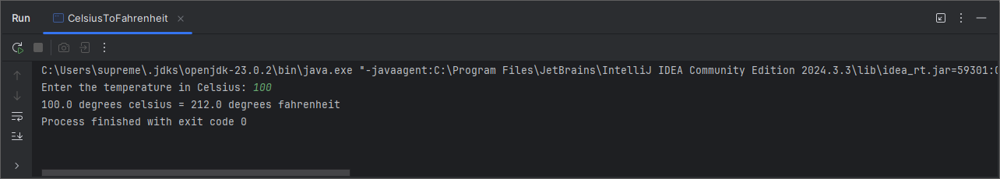 Run CelsiusToFahrenheit
C:\Users\supreme\.jdks\openjdk-23.0.2\bin\java.exe "-javaagent:C:\Program Files\JetBrains\IntelliJ IDEA Community Edition 2024.3.3\lib\idea_rt.jar=59301:
Enter the temperature in Celsius: 100
100.0 degrees celsius = 212.0 degrees fahrenheit
Process finished with exit code 0